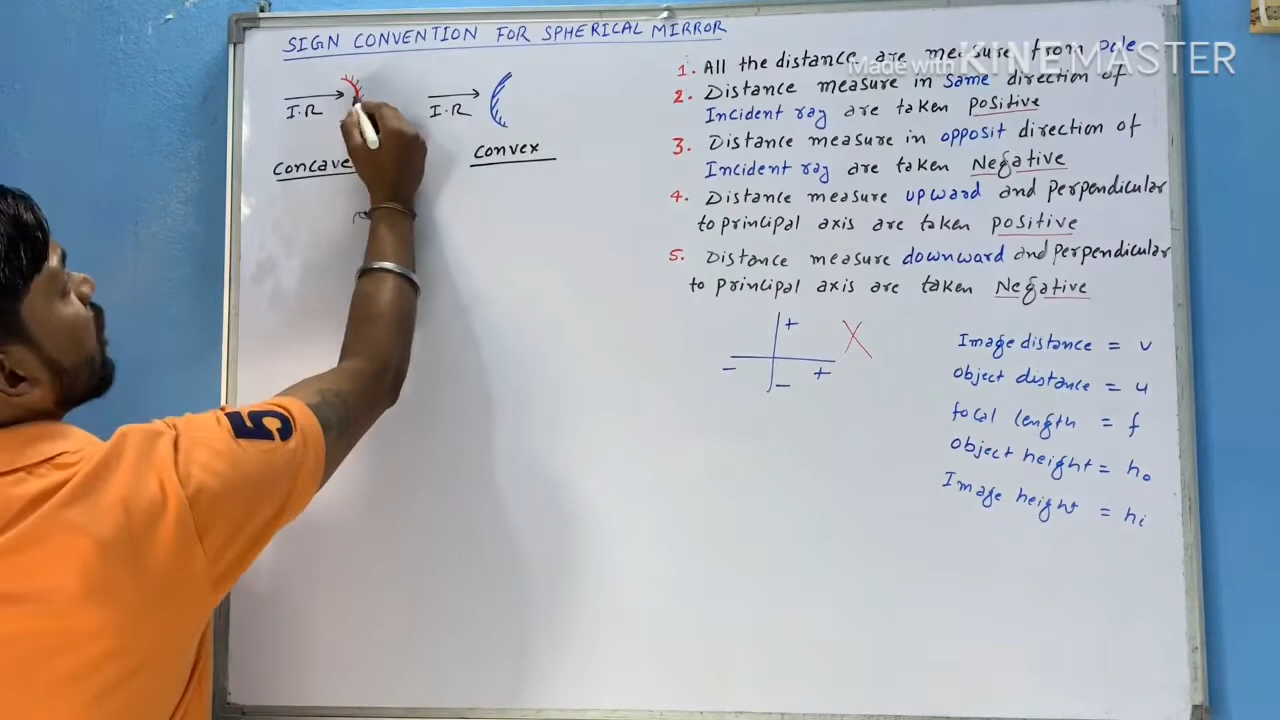 SIGN CONVENTION FOR SPHERICAL MIRROR
I.R
I.R
Concave
Convex
1. All the distance are measure from pole
Made with KINEMASTER
2. Distance measure in same direction of
Incident ray are taken positive
3. Distance measure in opposit direction of
Incident ray are taken Negative
4. Distance measure upward and perpendicular
to principal axis are taken positive
5. Distance measure downward and perpendicular
to principal axis are taken Negative
+
- +
-
X
Image distance = v
Object distance = u
focal length = f
Object height = ho
Image height = hi
5